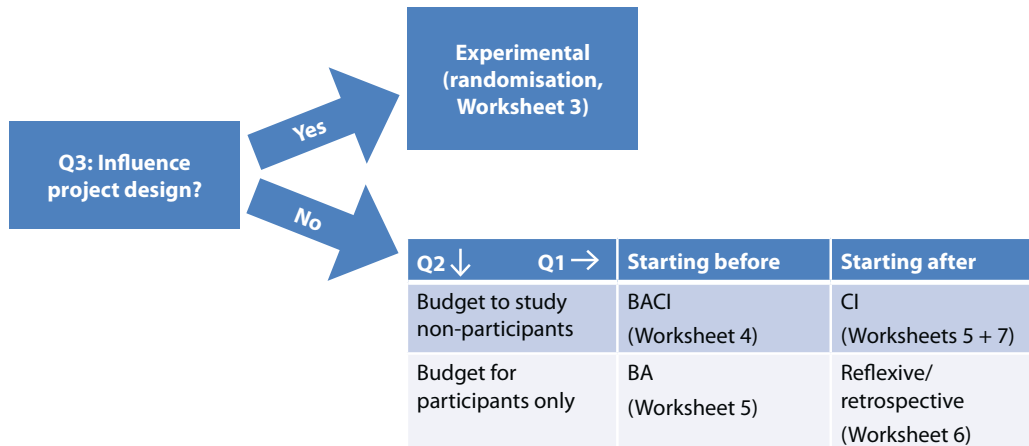 Experimental
(randomisation,
Worksheet 3)
Yes
Q3: Influence
project design?
No
Q2 ↓ Q1 → Starting before Starting after
Budget to study BACI CI
non-participants (Worksheet 4) (Worksheets 5 + 7)
Budget for BA Reflexive/
participants only (Worksheet 5) retrospective
(Worksheet 6)